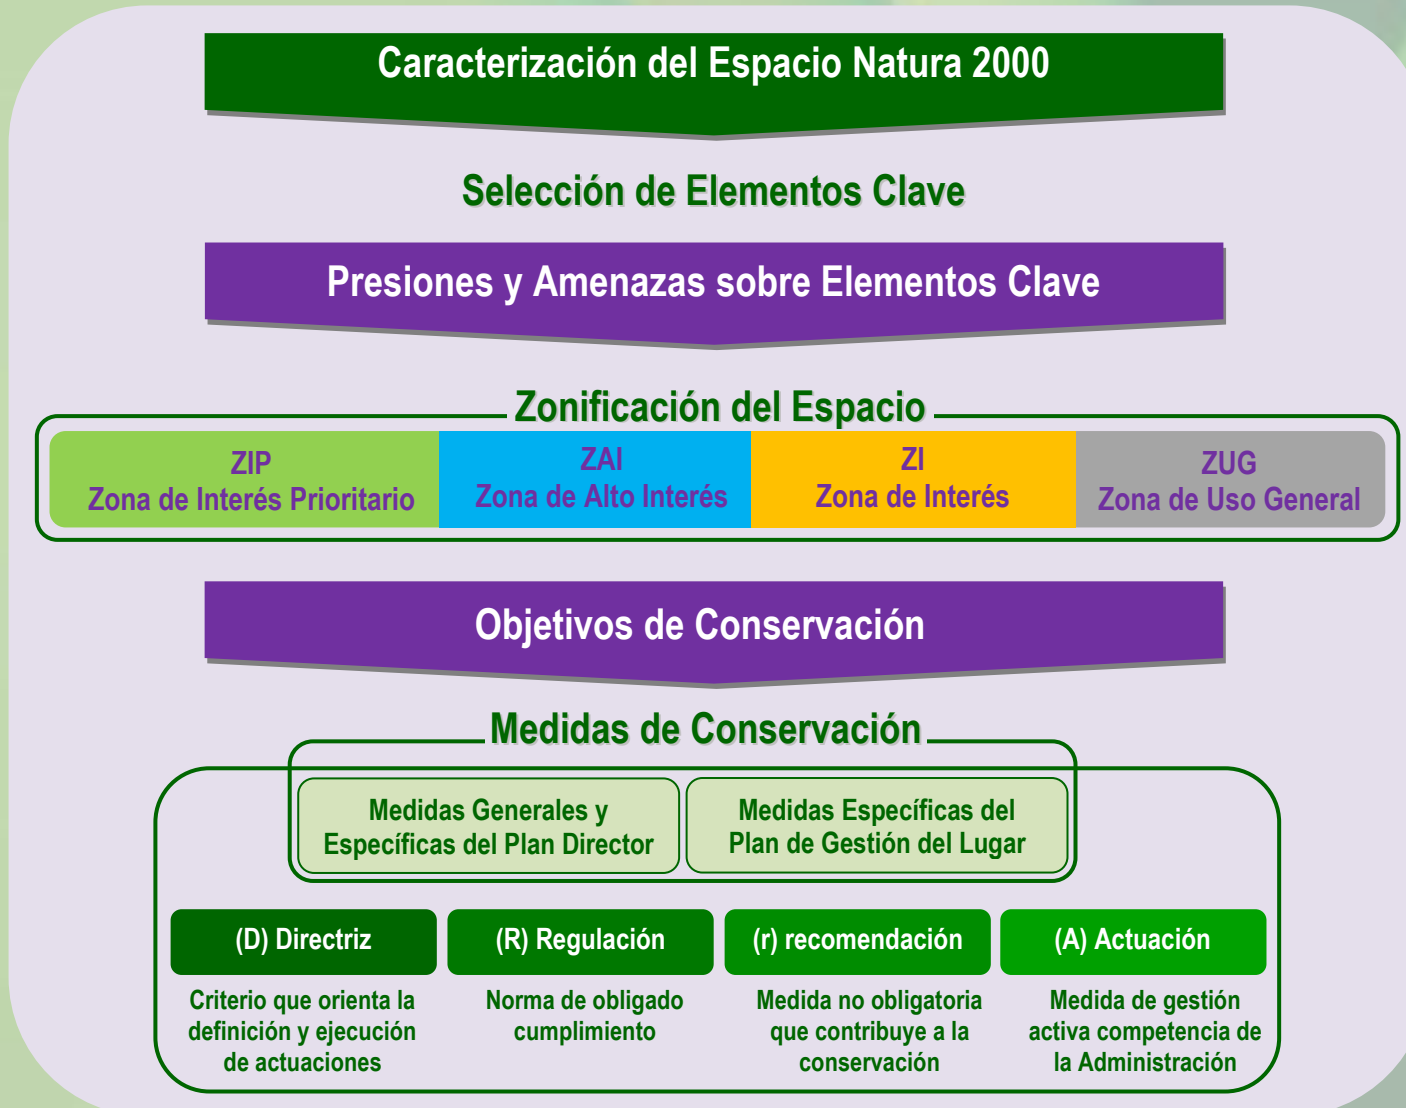 Caracterización del Espacio Natura 2000
Selección de Elementos Clave
Presiones y Amenazas sobre Elementos Clave
Zonificación del Espacio
ZIP
Zona de Interés Prioritario
ZAI
Zona de Alto Interés
ZI
Zona de Interés
ZUG
Zona de Uso General
Objetivos de Conservación
Medidas de Conservación
Medidas Generales y
Específicas del Plan Director
Medidas Específicas del
Plan de Gestión del Lugar
(D) Directriz
Criterio que orienta la
definición y ejecución
de actuaciones
(R) Regulación
Norma de obligado
cumplimiento
(r) recomendación
Medida no obligatoria
que contribuye a la
conservación
(A) Actuación
Medida de gestión
activa competencia de
la Administración